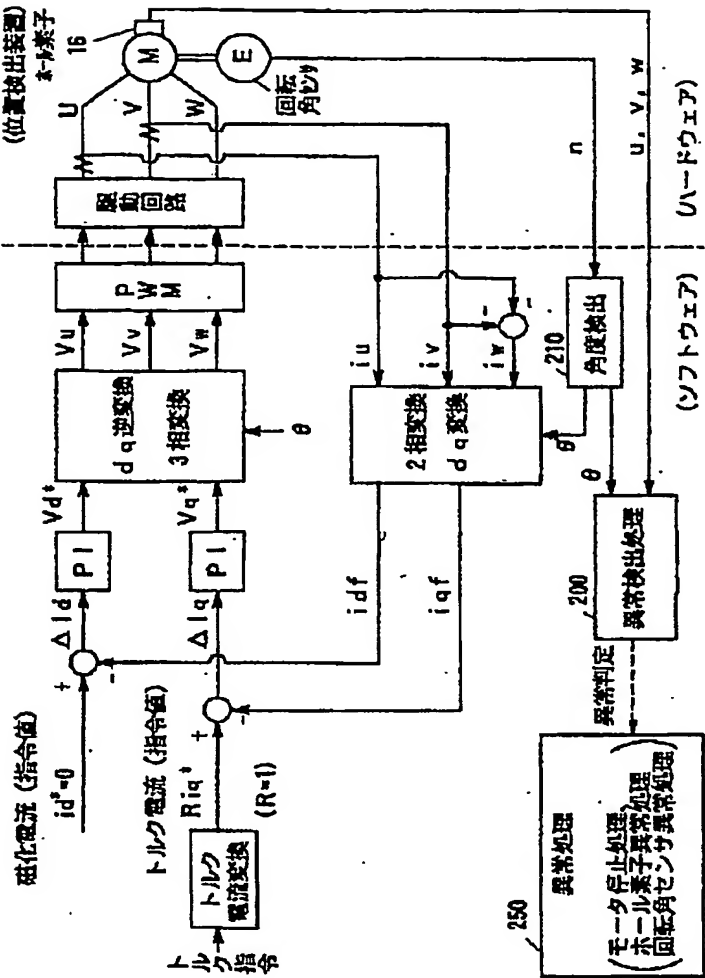 (位置検出装置)
ホール素子
16
M
E
回転
角センサ
U
V
W
駆動回路
PWM
Vu
Vv
Vw
dq逆変換
3相変換
θ
Vd*
Vq*
PI
PI
ΔId
ΔIq
+
-
+
-
磁化電流 (指令値)
id*=0
トルク電流 (指令値)
Riq*
(R=1)
トルク
電流変換
トル
ク
指令
idf
iqf
2相変換
dq変換
iu
iv
iw
-
-
θ
n
u, v, w
210
角度検出
θ
200
異常検出処理
異常判定
250
異常処理
(モータ停止処理、
ホール素子異常処理
回転角センサ異常処理)
(ハードウェア)
(ソフトウェア)